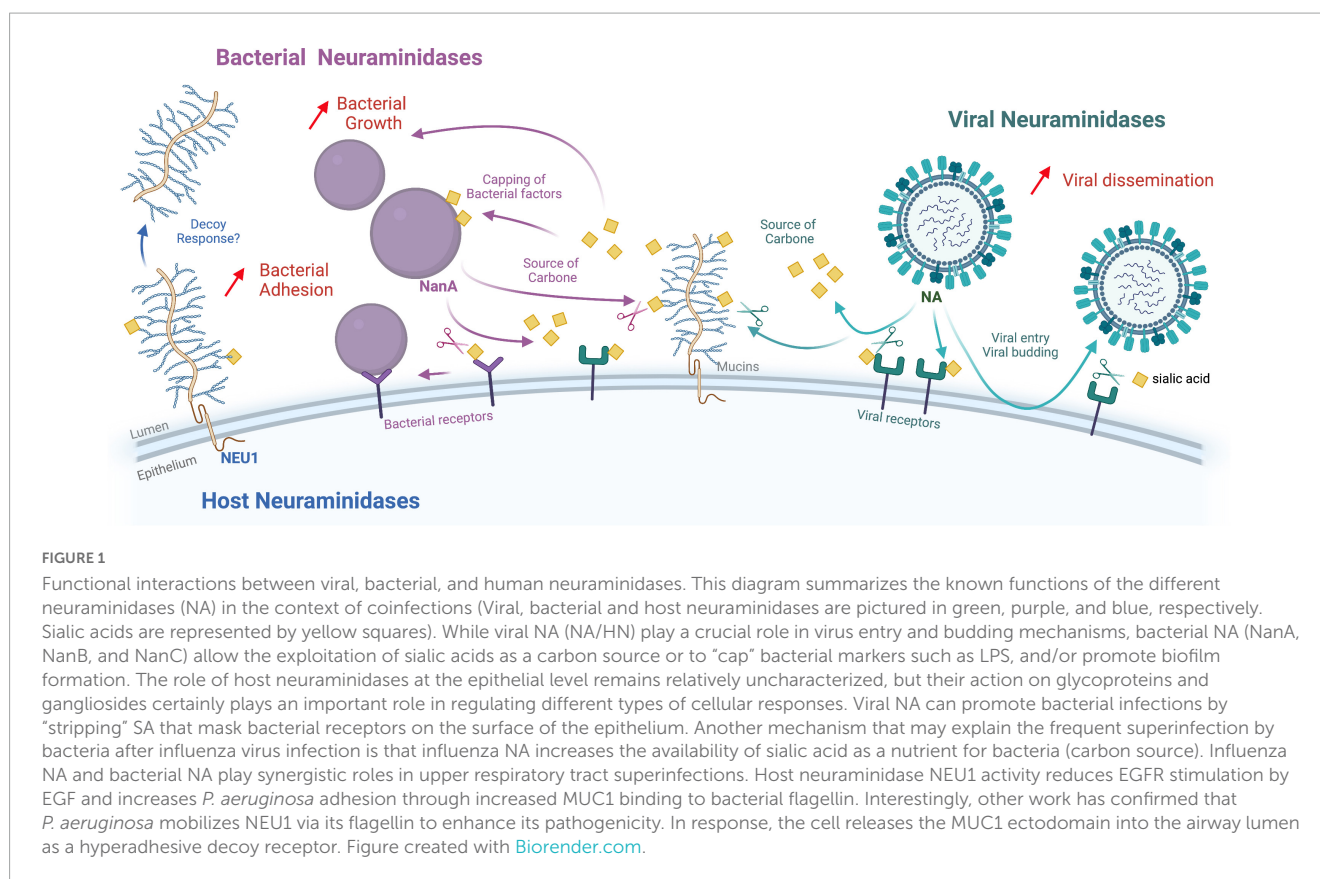 Bacterial Neuraminidases
Bacterial
Growth
Viral Neuraminidases
Capping of
Bacterial factors
Viral dissemination
Decoy
Response?
Source of
Carbone
Bacterial
Adhesion
Source of
Carbone
NanA
NA
Viral entry
Viral budding
Mucins
sialic acid
Bacterial receptors
Viral receptors
Lumen
Epithelium
NEU1
Host Neuraminidases
FIGURE 1
Functional interactions between viral, bacterial, and human neuraminidases. This diagram summarizes the known functions of the different
neuraminidases (NA) in the context of coinfections (Viral, bacterial and host neuraminidases are pictured in green, purple, and blue, respectively.
Sialic acids are represented by yellow squares). While viral NA (NA/HN) play a crucial role in virus entry and budding mechanisms, bacterial NA (NanA,
NanB, and NanC) allow the exploitation of sialic acids as a carbon source or to “cap” bacterial markers such as LPS, and/or promote biofilm
formation. The role of host neuraminidases at the epithelial level remains relatively uncharacterized, but their action on glycoproteins and
gangliosides certainly plays an important role in regulating different types of cellular responses. Viral NA can promote bacterial infections by
“stripping” SA that mask bacterial receptors on the surface of the epithelium. Another mechanism that may explain the frequent superinfection by
bacteria after influenza virus infection is that influenza NA increases the availability of sialic acid as a nutrient for bacteria (carbon source). Influenza
NA and bacterial NA play synergistic roles in upper respiratory tract superinfections. Host neuraminidase NEU1 activity reduces EGFR stimulation by
EGF and increases P. aeruginosa adhesion through increased MUC1 binding to bacterial flagellin. Interestingly, other work has confirmed that
P. aeruginosa mobilizes NEU1 via its flagellin to enhance its pathogenicity. In response, the cell releases the MUC1 ectodomain into the airway lumen
as a hyperadhesive decoy receptor. Figure created with Biorender.com.